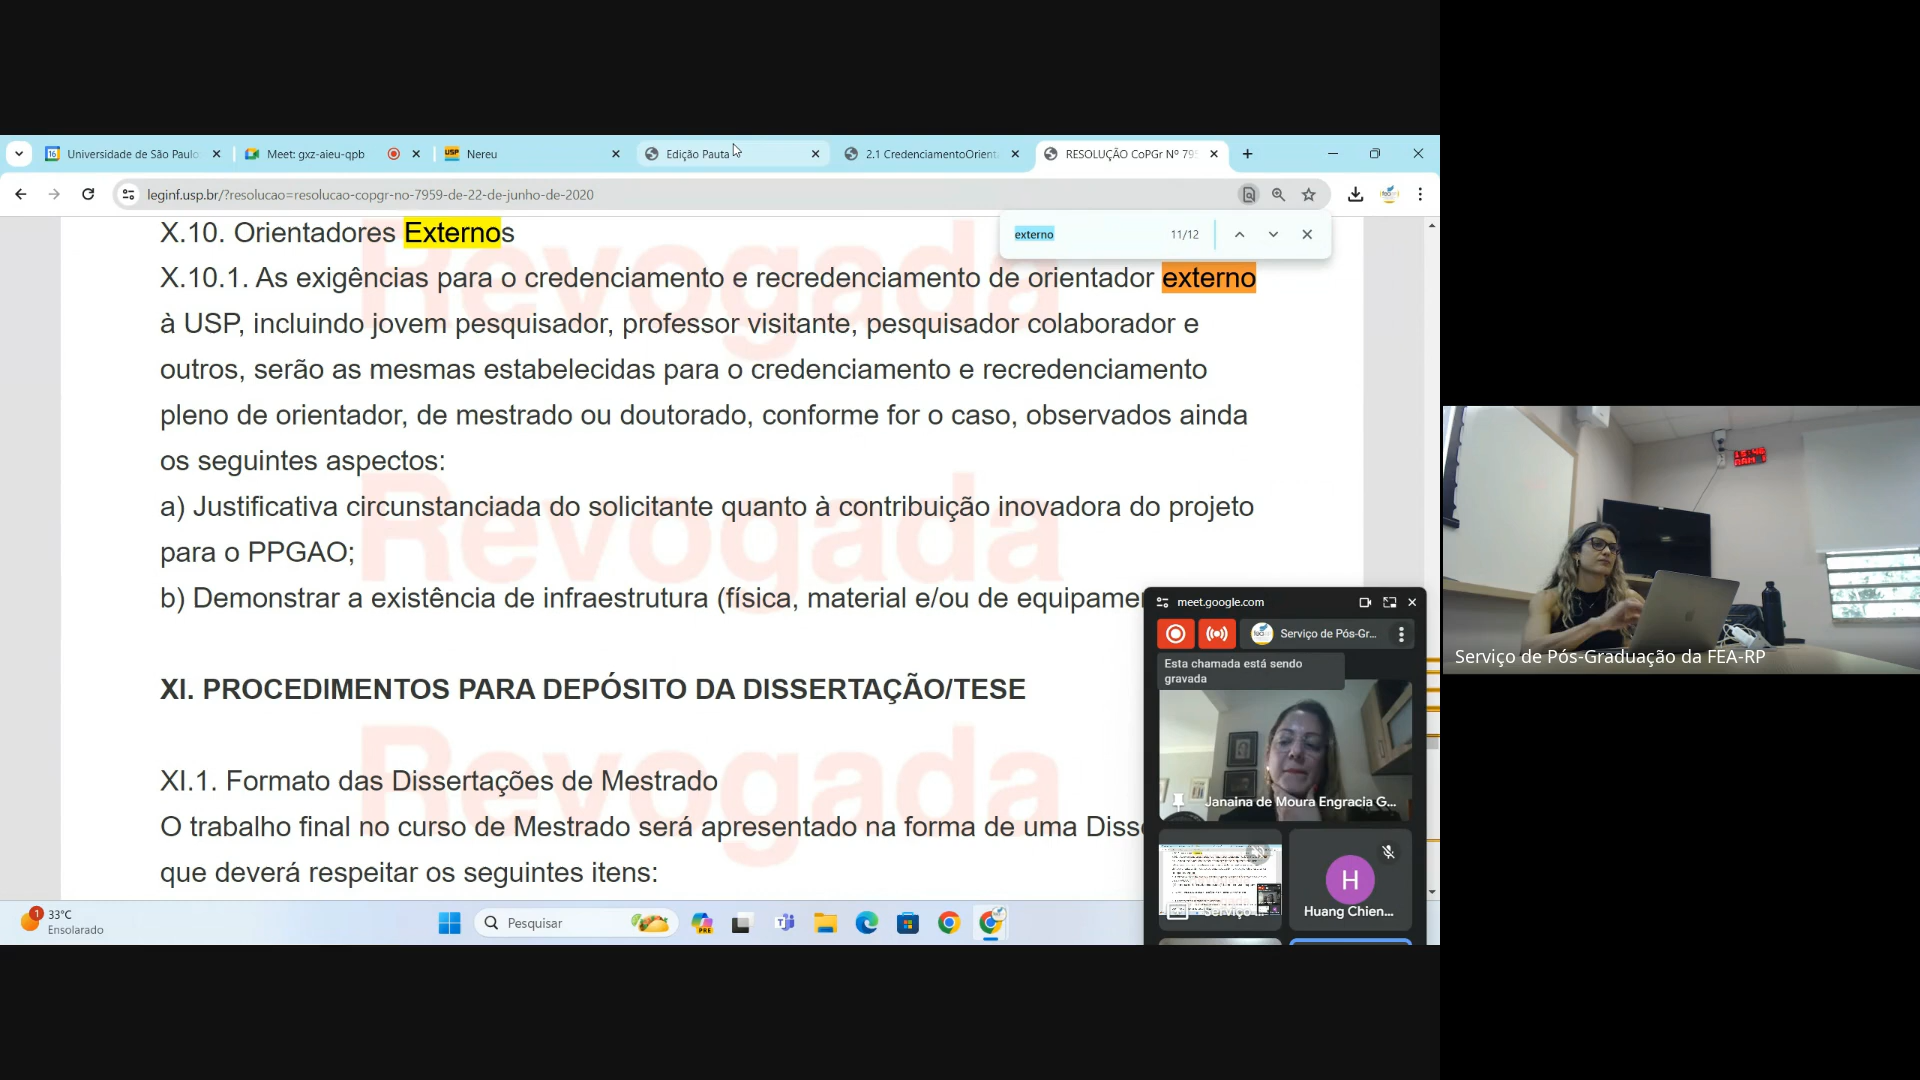 Universidade de São Paulo
Meet: gxz-aieu-qpb
USP
Nereu
Edição Pauta
2.1 CredenciamentoOrient
RESOLUÇÃO CoPGr Nº 795
leginf.usp.br/?resolucao=resolucao-copgr-no-7959-de-22-de-junho-de-2020
externo
11/12
X.10. Orientadores Externos
X.10.1. As exigências para o credenciamento e recredenciamento de orientador externo
à USP, incluindo jovem pesquisador, professor visitante, pesquisador colaborador e
outros, serão as mesmas estabelecidas para o credenciamento e recredenciamento
pleno de orientador, de mestrado ou doutorado, conforme for o caso, observados ainda
os seguintes aspectos:
a) Justificativa circunstanciada do solicitante quanto à contribuição inovadora do projeto
para o PPGAO;
b) Demonstrar a existência de infraestrutura (física, material e/ou de equipamen
XI. PROCEDIMENTOS PARA DEPÓSITO DA DISSERTAÇÃO/TESE
XI.1. Formato das Dissertações de Mestrado
O trabalho final no curso de Mestrado será apresentado na forma de uma Disse
que deverá respeitar os seguintes itens:
Revogada
Revogada
Revogada
meet.google.com
Serviço de Pós-Gr...
Esta chamada está sendo
gravada
Janaina de Moura Engracia G...
H
Huang Chien...
Serviço de Pós-Graduação da FEA-RP
1
33°C
Ensolarado
Pesquisar
PRE